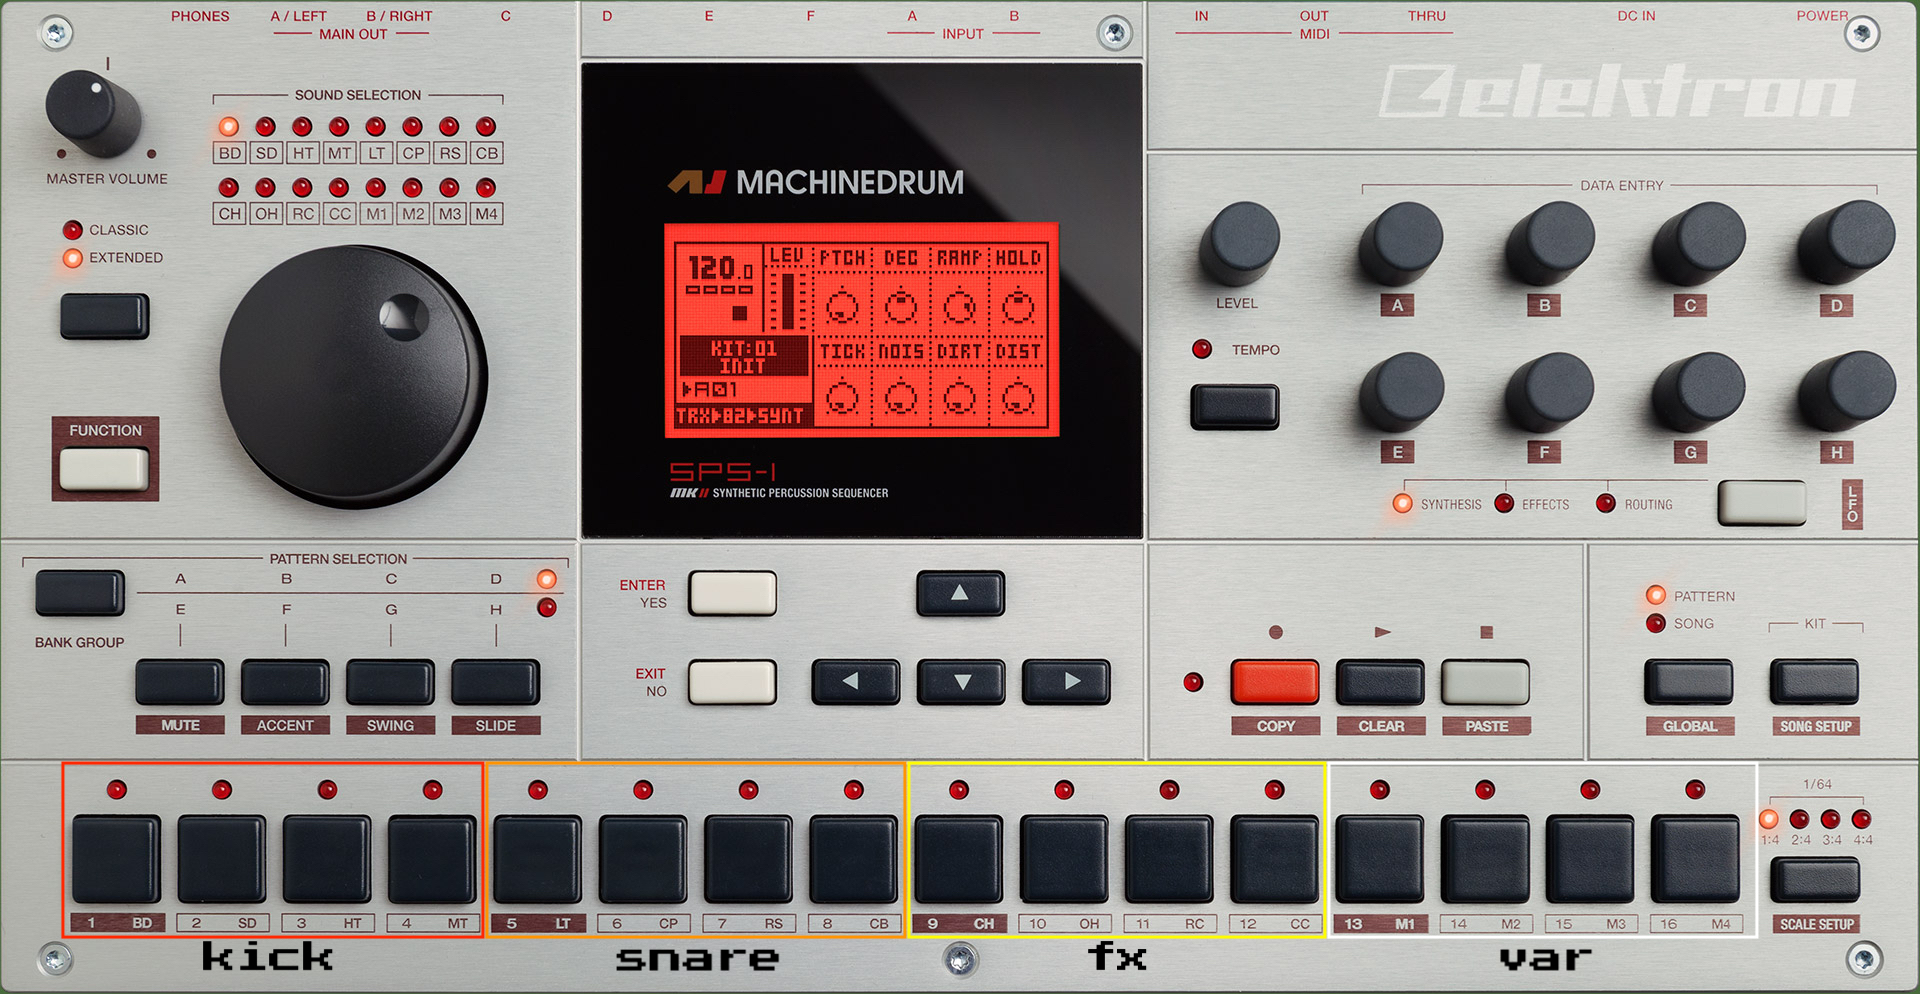 PHONES A / LEFT B / RIGHT C D E F A B IN OUT THRU DC IN POWER
MAIN OUT INPUT MIDI
elektron
SOUND SELECTION
BD SD HT MT LT CP RS CB
CH OH RC CC M1 M2 M3 M4
MASTER VOLUME
CLASSIC
EXTENDED
FUNCTION
MACHINEDRUM
120.0 LEV PTCH DEC RAMP HOLD
KIT:01
INIT
TICK NOIS DIRT DIST
A01
TRX 82 SYNT
SPS-1
MKII SYNTHETIC PERCUSSION SEQUENCER
DATA ENTRY
LEVEL A B C D
TEMPO
E F G H
SYNTHESIS EFFECTS ROUTING LFO
PATTERN SELECTION
A B C D
E F G H
BANK GROUP
MUTE ACCENT SWING SLIDE
ENTER
YES
EXIT
NO
COPY CLEAR PASTE
PATTERN
SONG
KIT
GLOBAL SONG SETUP
1 BD 2 SD 3 HT 4 MT 5 LT 6 CP 7 RS 8 CB 9 CH 10 OH 11 RC 12 CC 13 M1 14 M2 15 M3 16 M4
1/64
1:4 2:4 3:4 4:4
SCALE SETUP
kick snare fx var